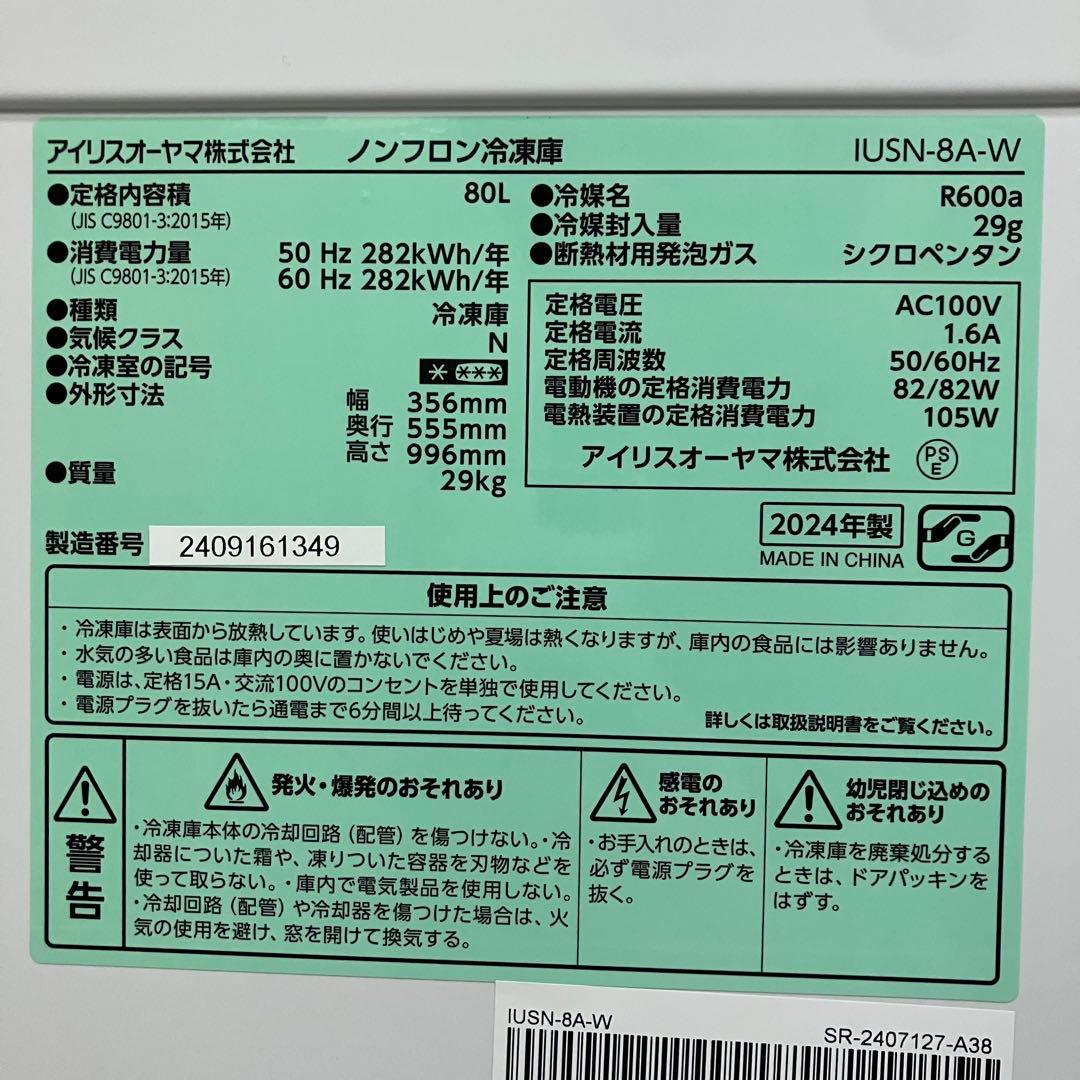 アイリスオーヤマ株式会社 ノンフロン冷凍庫 IUSN-8A-W
●定格内容積 80L
(JIS C9801-3:2015年)
●消費電力量 50 Hz 282kWh/年
(JIS C9801-3:2015年) 60 Hz 282kWh/年
●種類 冷凍庫
●気候クラス N
●冷凍室の記号
●外形寸法 幅 356mm
奥行 555mm
高さ 996mm
●質量 29kg
●冷媒名 R600a
●冷媒封入量 29g
●断熱材用発泡ガス シクロペンタン
定格電圧 AC100V
定格電流 1.6A
定格周波数 50/60Hz
電動機の定格消費電力 82/82W
電熱装置の定格消費電力 105W
アイリスオーヤマ株式会社 PS E
製造番号 2409161349
2024年製
MADE IN CHINA
G
使用上のご注意
・冷凍庫は表面から放熱しています。使いはじめや夏場は熱くなりますが、庫内の食品には影響ありません。
・水気の多い食品は庫内の奥に置かないでください。
・電源は、定格15A・交流100Vのコンセントを単独で使用してください。
・電源プラグを抜いたら通電まで6分間以上待ってください。
詳しくは取扱説明書をご覧ください。
警告
発火・爆発のおそれあり
・冷凍庫本体の冷却回路（配管）を傷つけない。・冷
却器についた霜や、凍りついた容器を刃物などを
使って取らない。・庫内で電気製品を使用しない。
・冷却回路（配管）や冷却器を傷つけた場合は、火
気の使用を避け、窓を開けて換気する。
感電の
おそれあり
・お手入れのときは、
必ず電源プラグを
抜く。
幼児閉じ込めの
おそれあり
・冷凍庫を廃棄処分する
ときは、ドアパッキンを
はずす。
IUSN-8A-W
SR-2407127-A38